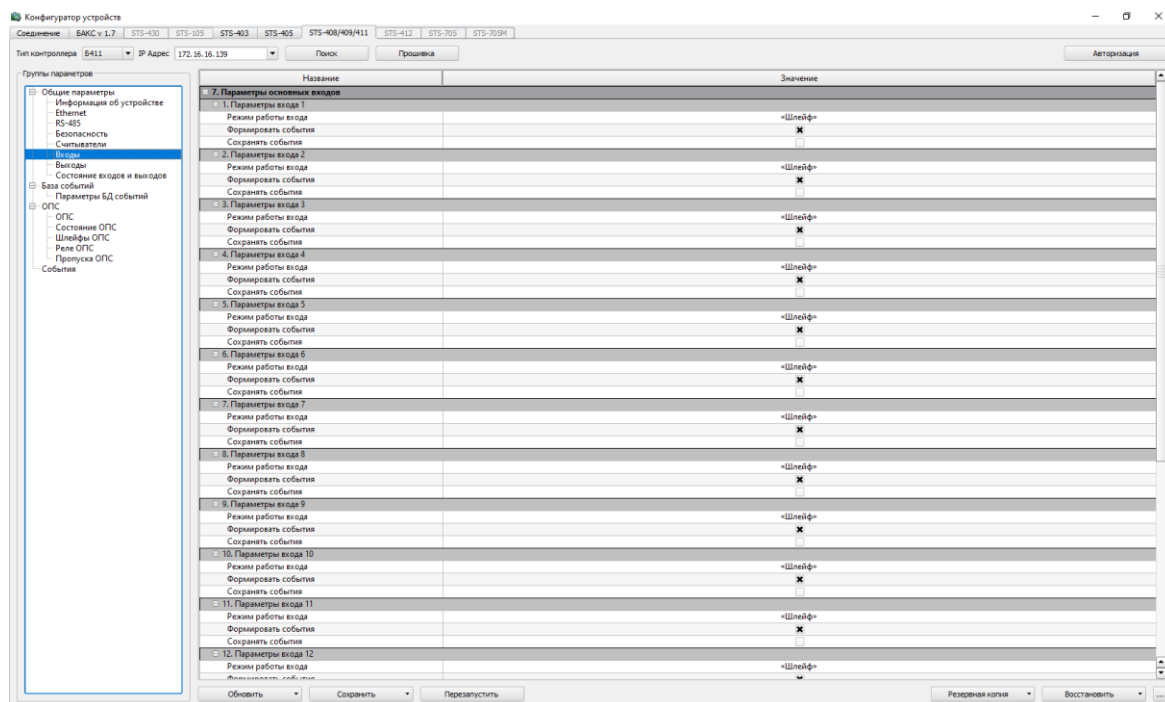 Конфигуратор устройств
Соединение БАКС v 1.7 STS-430 STS-105 STS-403 STS-405 STS-408/409/411 STS-412 STS-705 STS-705M
Тип контроллера Б411 IP Адрес 172.16.16.139 Поиск Прошивка Авторизация
Группы параметров
Общие параметры
Информация об устройстве
Ethernet
RS-485
Безопасность
Считыватели
Входы
Выходы
Состояние входов и выходов
База событий
Параметры БД событий
ОПС
ОПС
Состояние ОПС
Шлейфы ОПС
Реле ОПС
Пропуска ОПС
События
Название Значение
7. Параметры основных входов
1. Параметры входа 1
Режим работы входа «Шлейф»
Формировать события
Сохранять события
2. Параметры входа 2
Режим работы входа «Шлейф»
Формировать события
Сохранять события
3. Параметры входа 3
Режим работы входа «Шлейф»
Формировать события
Сохранять события
4. Параметры входа 4
Режим работы входа «Шлейф»
Формировать события
Сохранять события
5. Параметры входа 5
Режим работы входа «Шлейф»
Формировать события
Сохранять события
6. Параметры входа 6
Режим работы входа «Шлейф»
Формировать события
Сохранять события
7. Параметры входа 7
Режим работы входа «Шлейф»
Формировать события
Сохранять события
8. Параметры входа 8
Режим работы входа «Шлейф»
Формировать события
Сохранять события
9. Параметры входа 9
Режим работы входа «Шлейф»
Формировать события
Сохранять события
10. Параметры входа 10
Режим работы входа «Шлейф»
Формировать события
Сохранять события
11. Параметры входа 11
Режим работы входа «Шлейф»
Формировать события
Сохранять события
12. Параметры входа 12
Режим работы входа «Шлейф»
Формировать события
Обновить Сохранить Перезапустить Резервная копия Восстановить ...